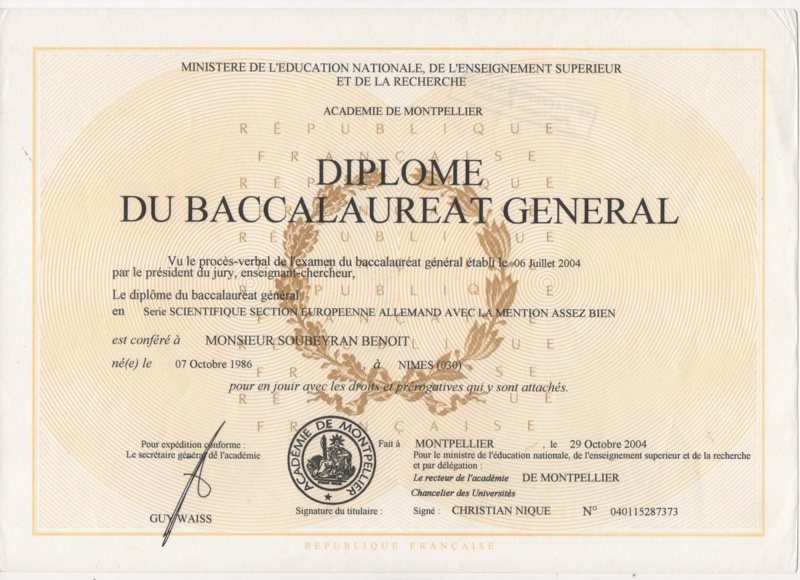 MINISTERE DE L'EDUCATION NATIONALE, DE L'ENSEIGNEMENT SUPERIEUR
ET DE LA RECHERCHE
ACADEMIE DE MONTPELLIER
RÉPUBLIQUE
FRANÇAISE
DIPLOME
DU BACCALAUREAT GENERAL
Vu le procès-verbal de l'examen du baccalauréat général établi le 06 Juillet 2004
par le président du jury, enseignant-chercheur,
Le diplôme du baccalauréat général
en Serie SCIENTIFIQUE SECTION EUROPEENNE ALLEMAND AVEC LA MENTION ASSEZ BIEN
est conféré à MONSIEUR SOUBEYRAN BENOIT
né(e) le 07 Octobre 1986 , à NIMES (030)
pour en jouir avec les droits et prérogatives qui y sont attachés.
Pour expédition conforme :
Le secrétaire général de l'académie
GUY WAISS
ACADÉMIE DE MONTPELLIER
Signature du titulaire :
Fait à MONTPELLIER , le 29 Octobre 2004
Pour le ministre de l'éducation nationale, de l'enseignement superieur et de la recherche
et par délégation :
Le recteur de l'académie DE MONTPELLIER
Chancelier des Universités
Signé : CHRISTIAN NIQUE N° 040115287373
RÉPUBLIQUE FRANÇAISE